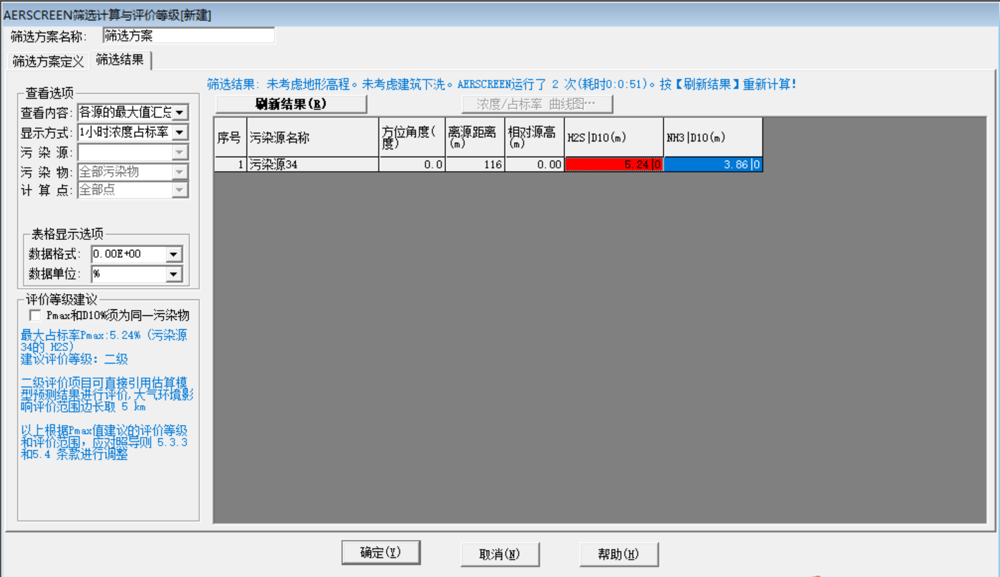 AERSCREEN筛选计算与评价等级[新建]
筛选方案名称: 筛选方案
筛选方案定义 筛选结果
筛选结果: 未考虑地形高程。未考虑建筑下洗。AERSCREEN运行了 2 次(耗时0:0:51)。按【刷新结果】重新计算!
刷新结果(R) 浓度/占标率 曲线图…
查看选项
查看内容: 各源的最大值汇总
显示方式: 1小时浓度占标率
污 染 源:
污 染 物: 全部污染物
计 算 点: 全部点
表格显示选项
数据格式: 0.00E+00
数据单位: %
评价等级建议
Pmax和D10%须为同一污染物
最大占标率Pmax:5.24% (污染源
34的 H2S)
建议评价等级: 二级
二级评价项目可直接引用估算模
型预测结果进行评价,大气环境影
响评价范围边长取 5 km
以上根据Pmax值建议的评价等级
和评价范围, 应对照导则 5.3.3
和5.4 条款进行调整
序号 污染源名称 方位角度(度) 离源距离(m) 相对源高(m) H2S|D10(m) NH3|D10(m)
1 污染源34 0.0 116 0.00 5.24|0 3.86|0
确定(Y) 取消(N) 帮助(H)